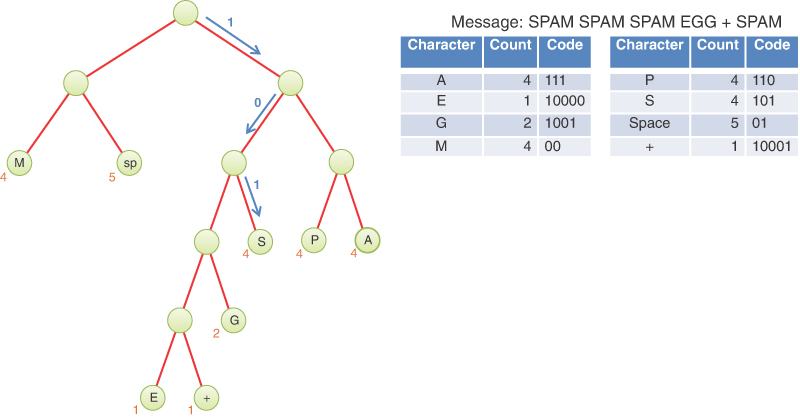 Message: SPAM SPAM SPAM EGG + SPAM
Character Count Code Character Count Code
A 4 111 P 4 110
E 1 10000 S 4 101
G 2 1001 Space 5 01
M 4 00 + 1 10001
1
0
M sp
4 5
1
S P A
4 4 4
G
2
E +
1 1